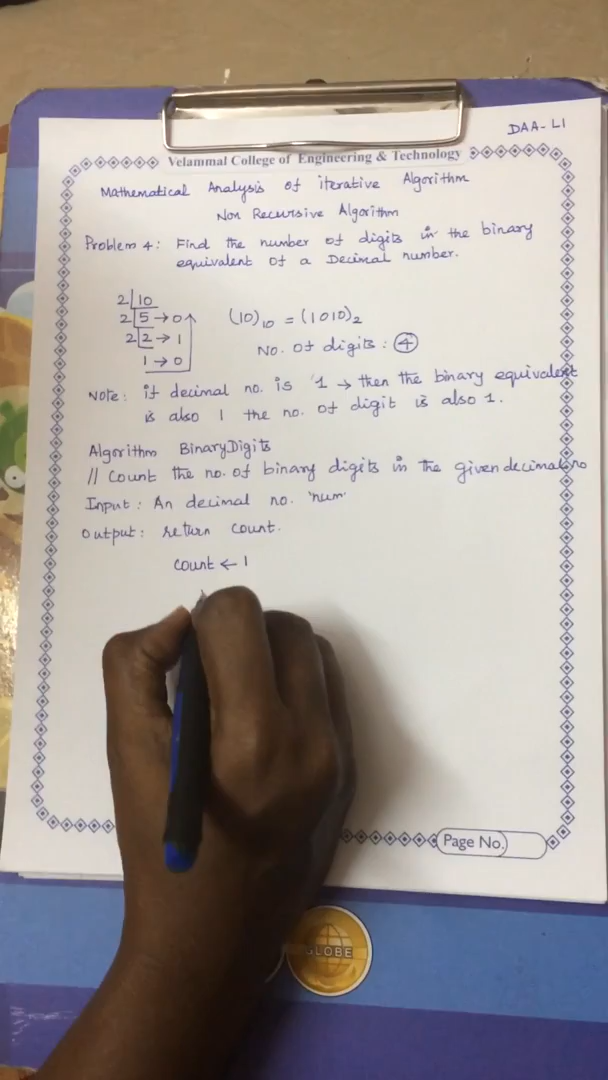 DAA-L1
Velammal College of Engineering & Technology
Mathematical Analysis of iterative Algorithm
Non Recursive Algorithm
Problem 4: Find the number of digits in the binary
equivalent of a Decimal number.
2 10
2 5 → 0
2 2 → 1
1 → 0
(10)₁₀ = (1010)₂
No. of digits: 4
Note: if decimal no. is 1 → then the binary equivalent
is also 1 the no. of digit is also 1.
Algorithm BinaryDigits
// Count the no. of binary digits in the given decimal no
Input: An decimal no. 'num'
Output: return count.
count ← 1
Page No.
GLOBE